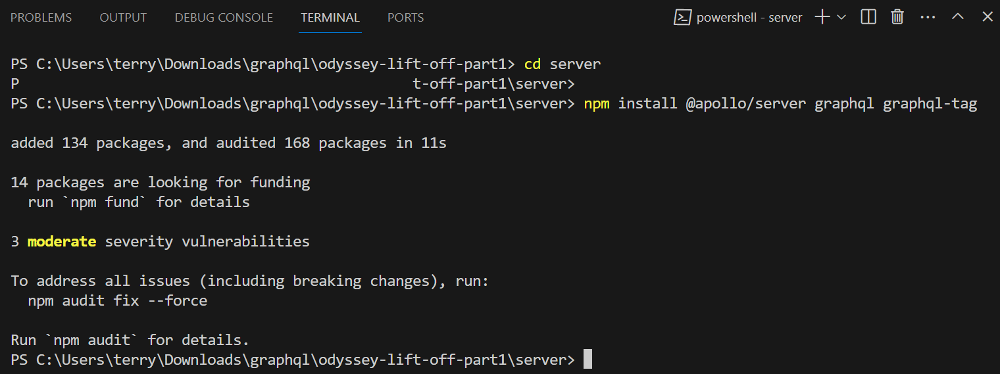 PROBLEMS OUTPUT DEBUG CONSOLE TERMINAL PORTS powershell - server
PS C:\Users\terry\Downloads\graphql\odyssey-lift-off-part1> cd server
P t-off-part1\server>
PS C:\Users\terry\Downloads\graphql\odyssey-lift-off-part1\server> npm install @apollo/server graphql graphql-tag
added 134 packages, and audited 168 packages in 11s
14 packages are looking for funding
run `npm fund` for details
3 moderate severity vulnerabilities
To address all issues (including breaking changes), run:
npm audit fix --force
Run `npm audit` for details.
PS C:\Users\terry\Downloads\graphql\odyssey-lift-off-part1\server>